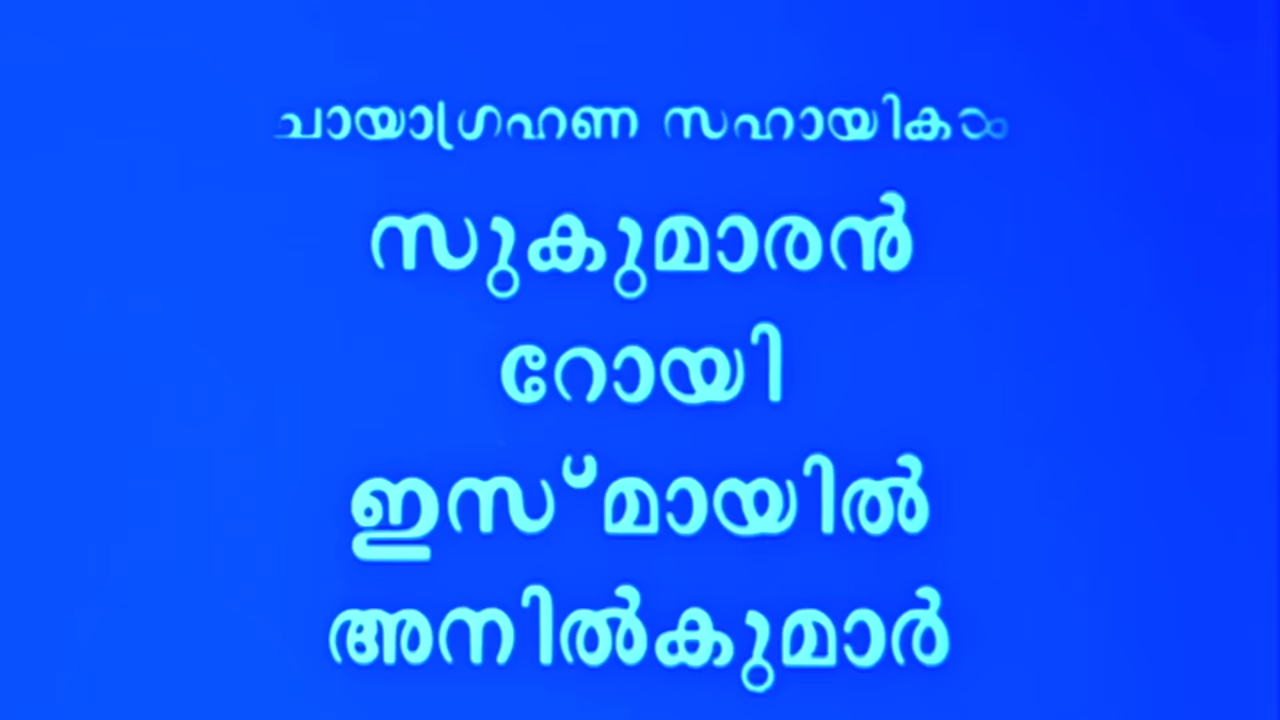 ചായാഗ്രഹണ സഹായികൾ
സുകുമാരൻ
റോയി
ഇസ്മായിൽ
അനിൽകുമാർ